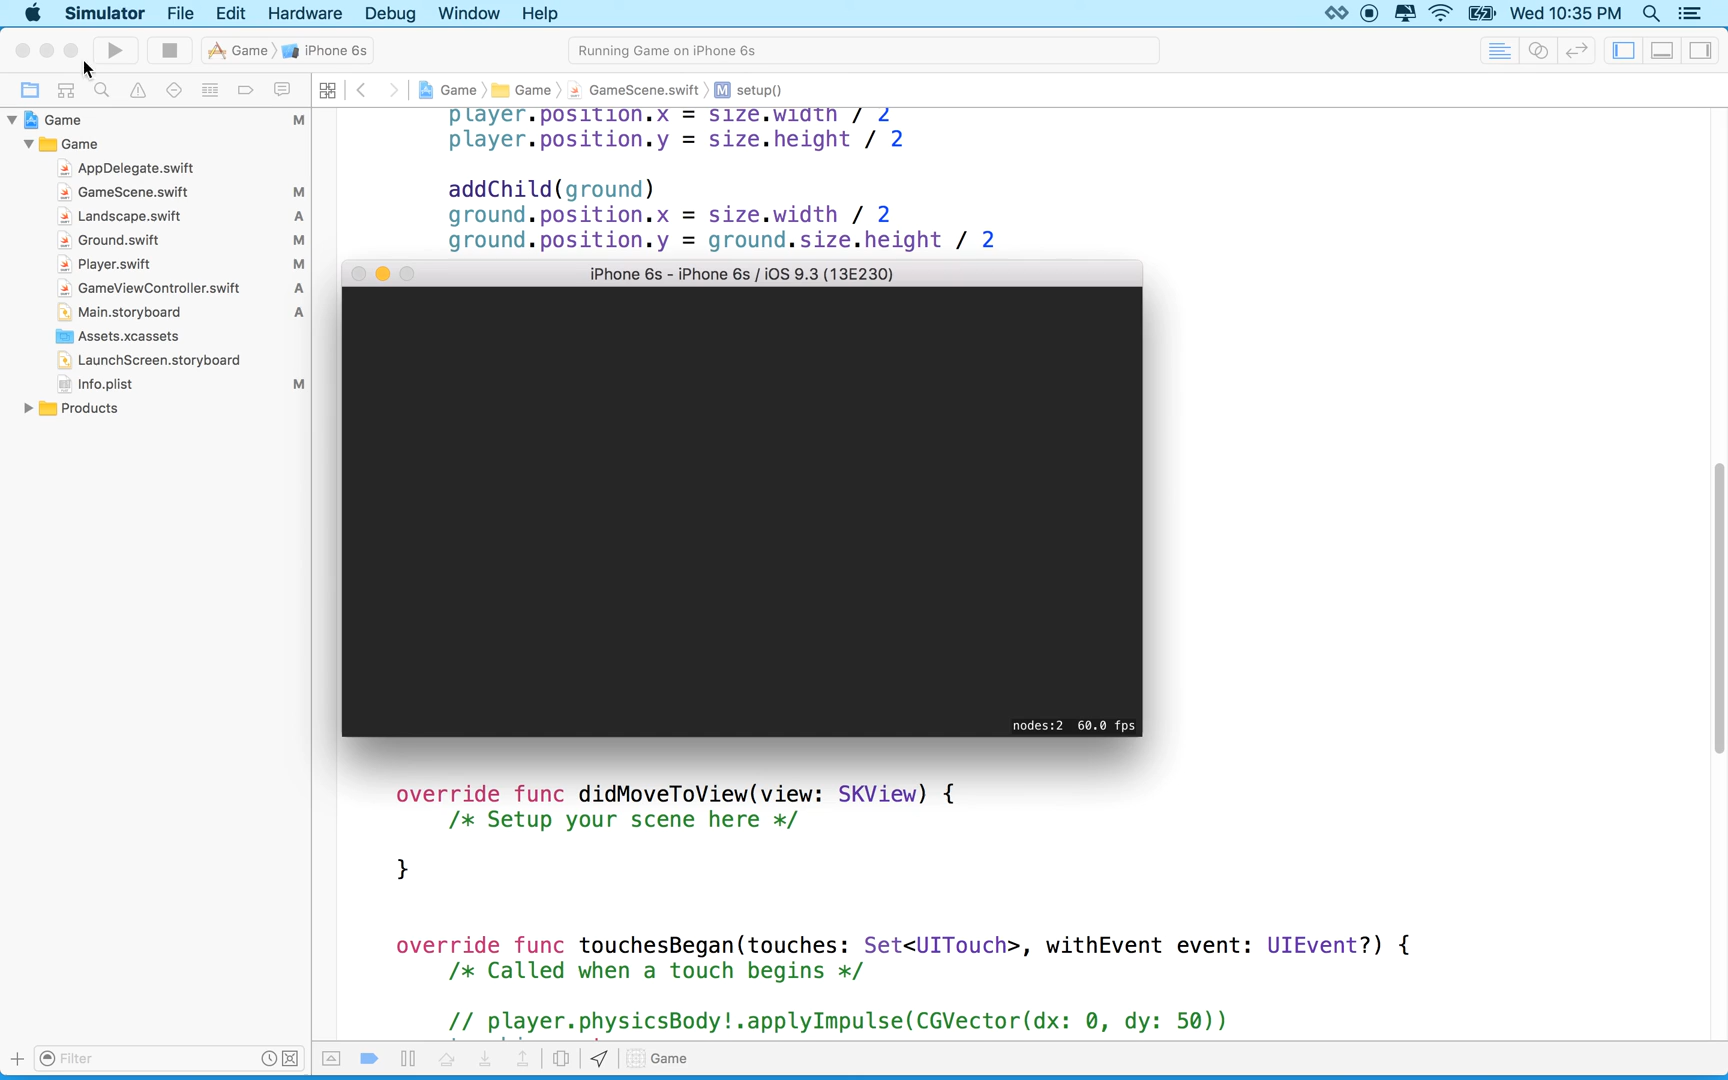 Simulator File Edit Hardware Debug Window Help Wed 10:35 PM
Game iPhone 6s Running Game on iPhone 6s
Game Game GameScene.swift M setup()
Game M
Game
AppDelegate.swift
GameScene.swift M
Landscape.swift A
Ground.swift M
Player.swift M
GameViewController.swift A
Main.storyboard A
Assets.xcassets
LaunchScreen.storyboard
Info.plist M
Products
player.position.x = size.width / 2
player.position.y = size.height / 2
addChild(ground)
ground.position.x = size.width / 2
ground.position.y = ground.size.height / 2
iPhone 6s - iPhone 6s / iOS 9.3 (13E230)
nodes:2 60.0 fps
override func didMoveToView(view: SKView) {
/* Setup your scene here */
}
override func touchesBegan(touches: Set<UITouch>, withEvent event: UIEvent?) {
/* Called when a touch begins */
// player.physicsBody!.applyImpulse(CGVector(dx: 0, dy: 50))
Filter Game